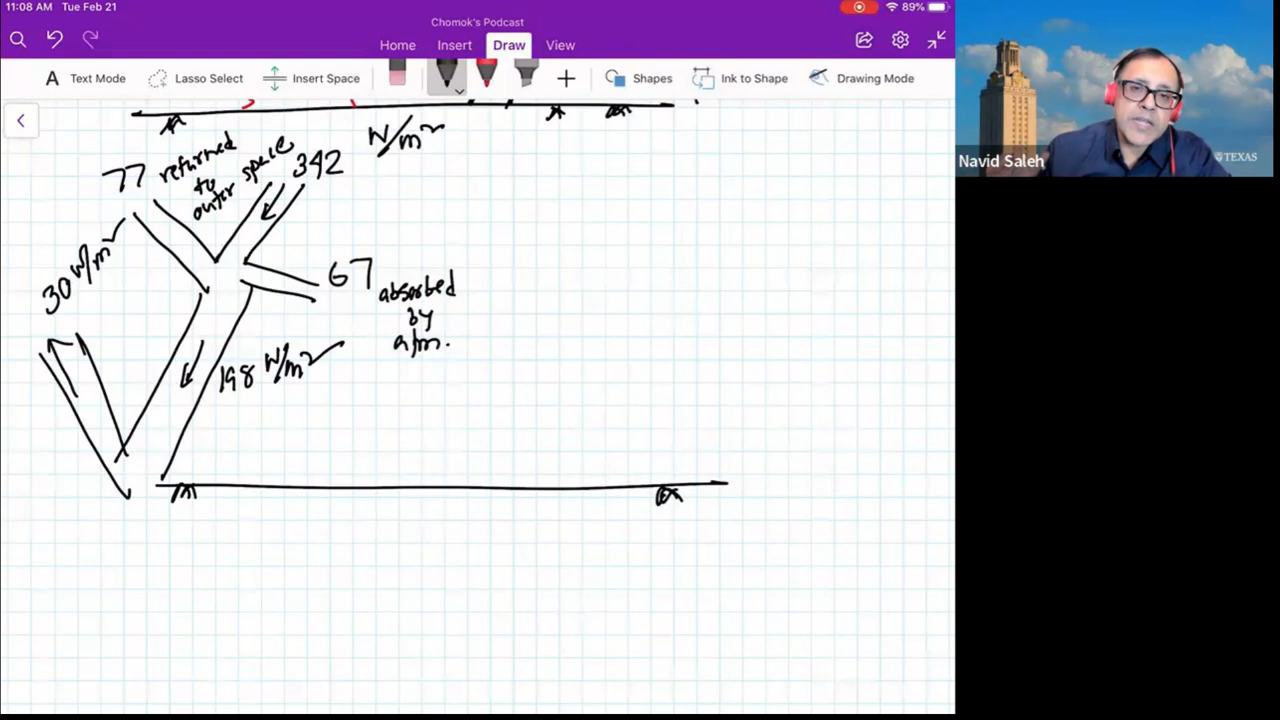 11:08 AM Tue Feb 21
89%
Chomok's Podcast
Home Insert Draw View
Text Mode Lasso Select Insert Space Shapes Ink to Shape Drawing Mode
Navid Saleh
TEXAS
W/m²
77 returned
to
outer space
342
30 W/m²
67
absorbed
by
atm.
198 W/m²